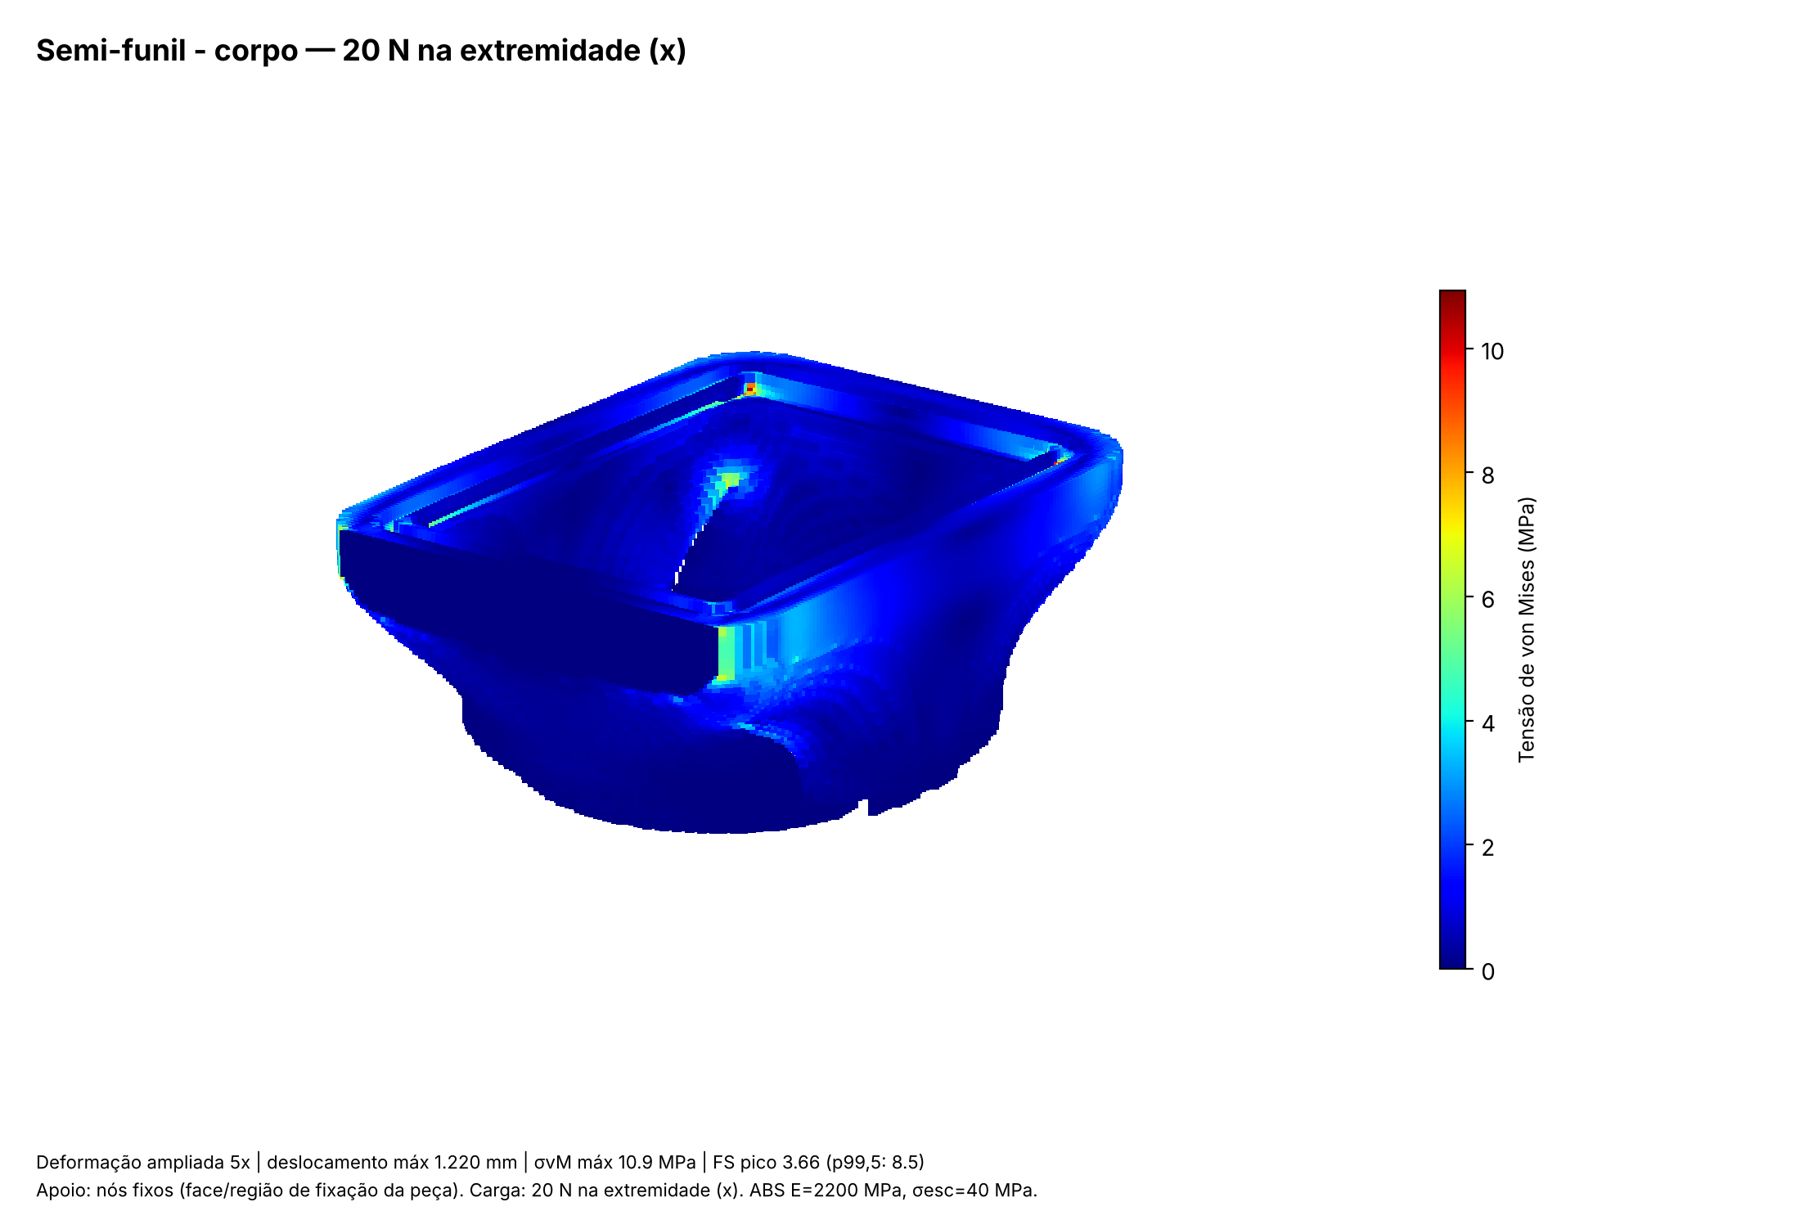 Semi-funil - corpo — 20 N na extremidade (x)
10
8
6
4
2
0
Tensão de von Mises (MPa)
Deformação ampliada 5x | deslocamento máx 1.220 mm | σvM máx 10.9 MPa | FS pico 3.66 (p99,5: 8.5)
Apoio: nós fixos (face/região de fixação da peça). Carga: 20 N na extremidade (x). ABS E=2200 MPa, σesc=40 MPa.